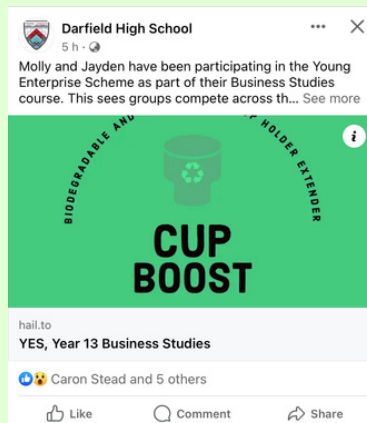 Darfield High School
5 h ·
Molly and Jayden have been participating in the Young
Enterprise Scheme as part of their Business Studies
course. This sees groups compete across th... See more
BIODEGRADABLE AND
HOLDER EXTENDER
CUP
BOOST
hail.to
YES, Year 13 Business Studies
Caron Stead and 5 others
Like Comment Share